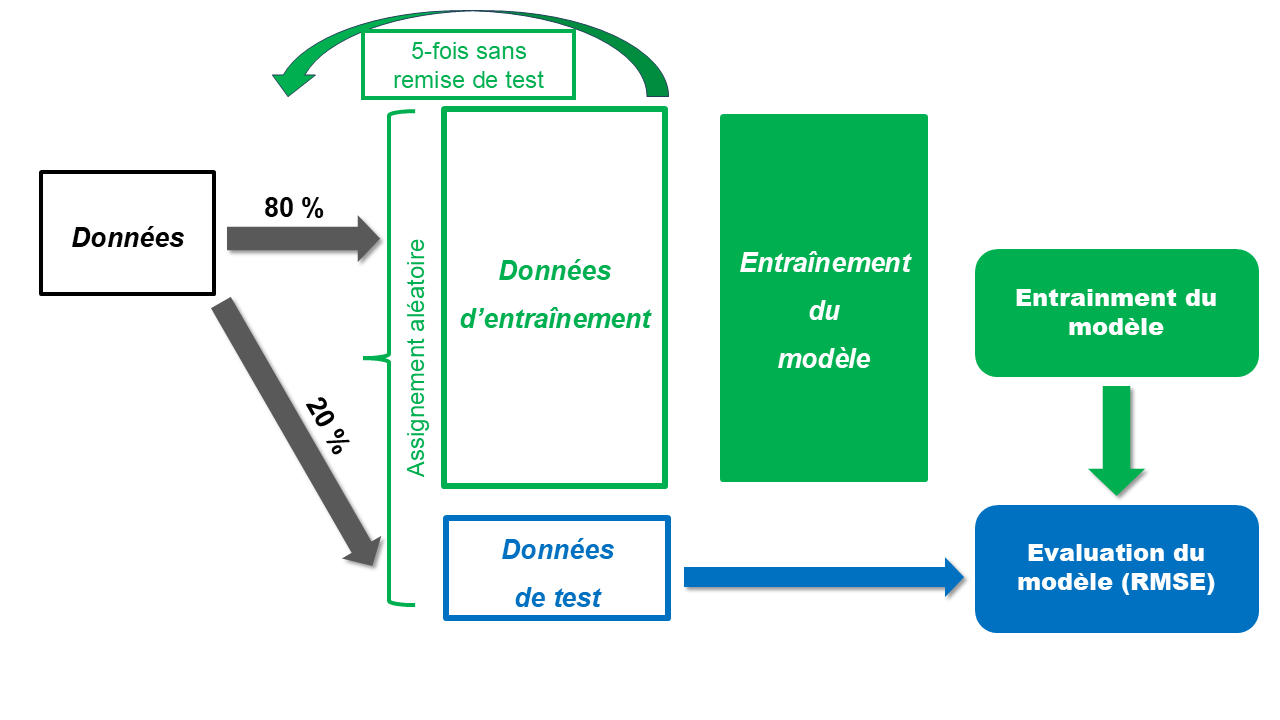 5-fois sans
remise de test
Données
80 %
20 %
Assignement aléatoire
Données
d’entraînement
Entraînement
du
modèle
Entrainment du
modèle
Données
de test
Evaluation du
modèle (RMSE)